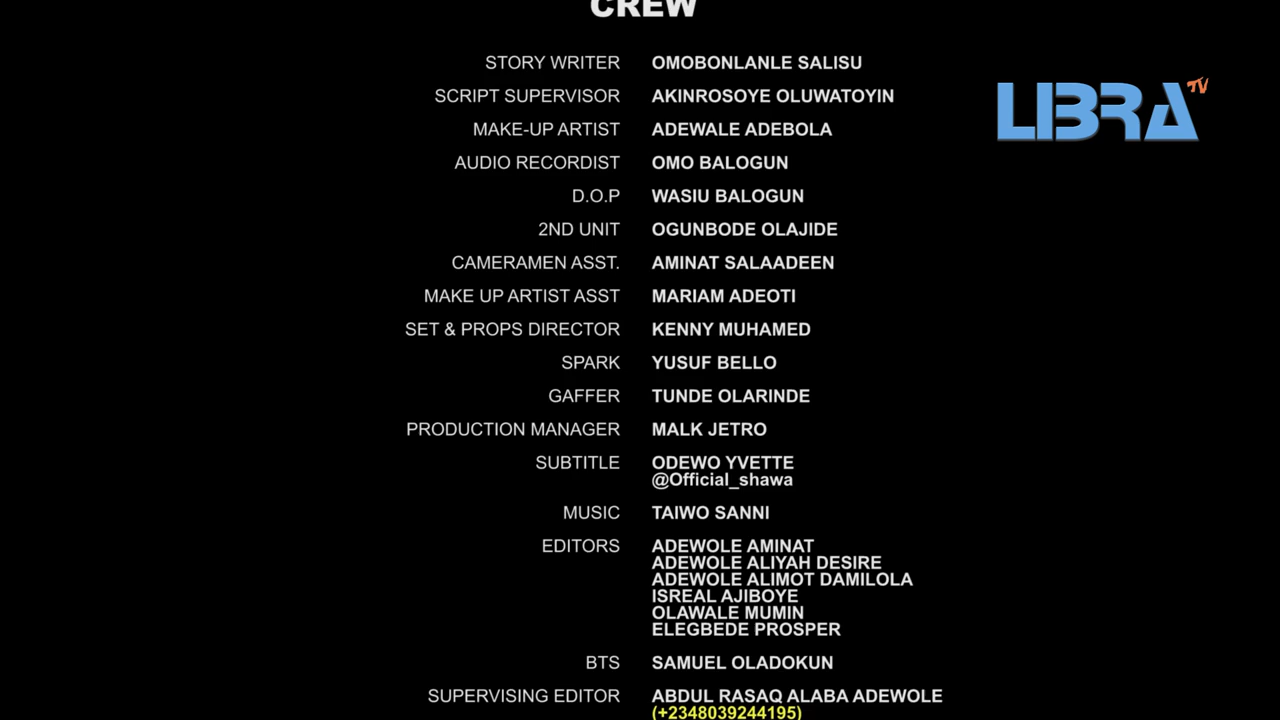 CREW
STORY WRITER OMOBONLANLE SALISU
SCRIPT SUPERVISOR AKINROSOYE OLUWATOYIN
MAKE-UP ARTIST ADEWALE ADEBOLA
AUDIO RECORDIST OMO BALOGUN
D.O.P WASIU BALOGUN
2ND UNIT OGUNBODE OLAJIDE
CAMERAMEN ASST. AMINAT SALAADEEN
MAKE UP ARTIST ASST MARIAM ADEOTI
SET & PROPS DIRECTOR KENNY MUHAMED
SPARK YUSUF BELLO
GAFFER TUNDE OLARINDE
PRODUCTION MANAGER MALK JETRO
SUBTITLE ODEWO YVETTE
@Official_shawa
MUSIC TAIWO SANNI
EDITORS ADEWOLE AMINAT
ADEWOLE ALIYAH DESIRE
ADEWOLE ALIMOT DAMILOLA
ISREAL AJIBOYE
OLAWALE MUMIN
ELEGBEDE PROSPER
BTS SAMUEL OLADOKUN
SUPERVISING EDITOR ABDUL RASAQ ALABA ADEWOLE
(+2348039244195)
LIBRA TV